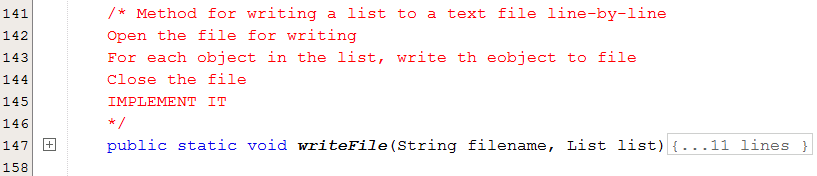 141 /* Method for writing a list to a text file line-by-line
142 Open the file for writing
143 For each object in the list, write th eobject to file
144 Close the file
145 IMPLEMENT IT
146 */
147 public static void writeFile(String filename, List list){...11 lines }
158